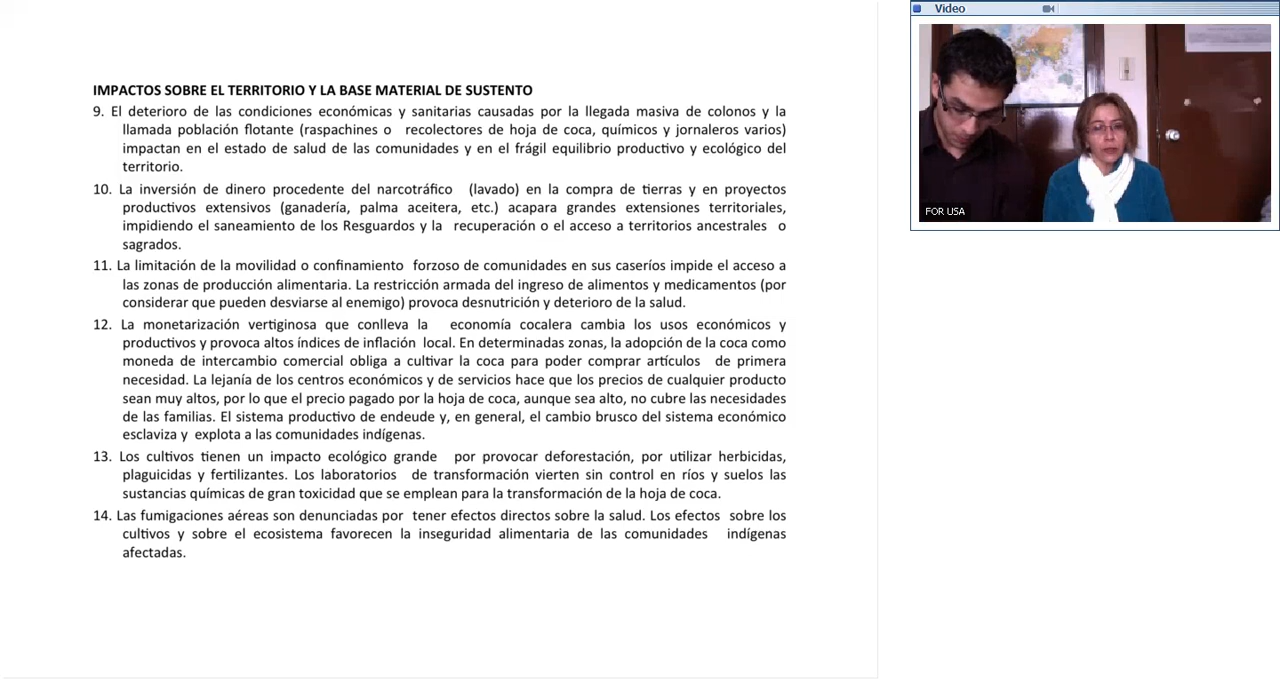 IMPACTOS SOBRE EL TERRITORIO Y LA BASE MATERIAL DE SUSTENTO
9. El deterioro de las condiciones económicas y sanitarias causadas por la llegada masiva de colonos y la
llamada población flotante (raspachines o recolectores de hoja de coca, químicos y jornaleros varios)
impactan en el estado de salud de las comunidades y en el frágil equilibrio productivo y ecológico del
territorio.
10. La inversión de dinero procedente del narcotráfico (lavado) en la compra de tierras y en proyectos
productivos extensivos (ganadería, palma aceitera, etc.) acapara grandes extensiones territoriales,
impidiendo el saneamiento de los Resguardos y la recuperación o el acceso a territorios ancestrales o
sagrados.
11. La limitación de la movilidad o confinamiento forzoso de comunidades en sus caseríos impide el acceso a
las zonas de producción alimentaria. La restricción armada del ingreso de alimentos y medicamentos (por
considerar que pueden desviarse al enemigo) provoca desnutrición y deterioro de la salud.
12. La monetarización vertiginosa que conlleva la economía cocalera cambia los usos económicos y
productivos y provoca altos índices de inflación local. En determinadas zonas, la adopción de la coca como
moneda de intercambio comercial obliga a cultivar la coca para poder comprar artículos de primera
necesidad. La lejanía de los centros económicos y de servicios hace que los precios de cualquier producto
sean muy altos, por lo que el precio pagado por la hoja de coca, aunque sea alto, no cubre las necesidades
de las familias. El sistema productivo de endeude y, en general, el cambio brusco del sistema económico
esclaviza y explota a las comunidades indígenas.
13. Los cultivos tienen un impacto ecológico grande por provocar deforestación, por utilizar herbicidas,
plaguicidas y fertilizantes. Los laboratorios de transformación vierten sin control en ríos y suelos las
sustancias químicas de gran toxicidad que se emplean para la transformación de la hoja de coca.
14. Las fumigaciones aéreas son denunciadas por tener efectos directos sobre la salud. Los efectos sobre los
cultivos y sobre el ecosistema favorecen la inseguridad alimentaria de las comunidades indígenas
afectadas.
Video
FOR USA